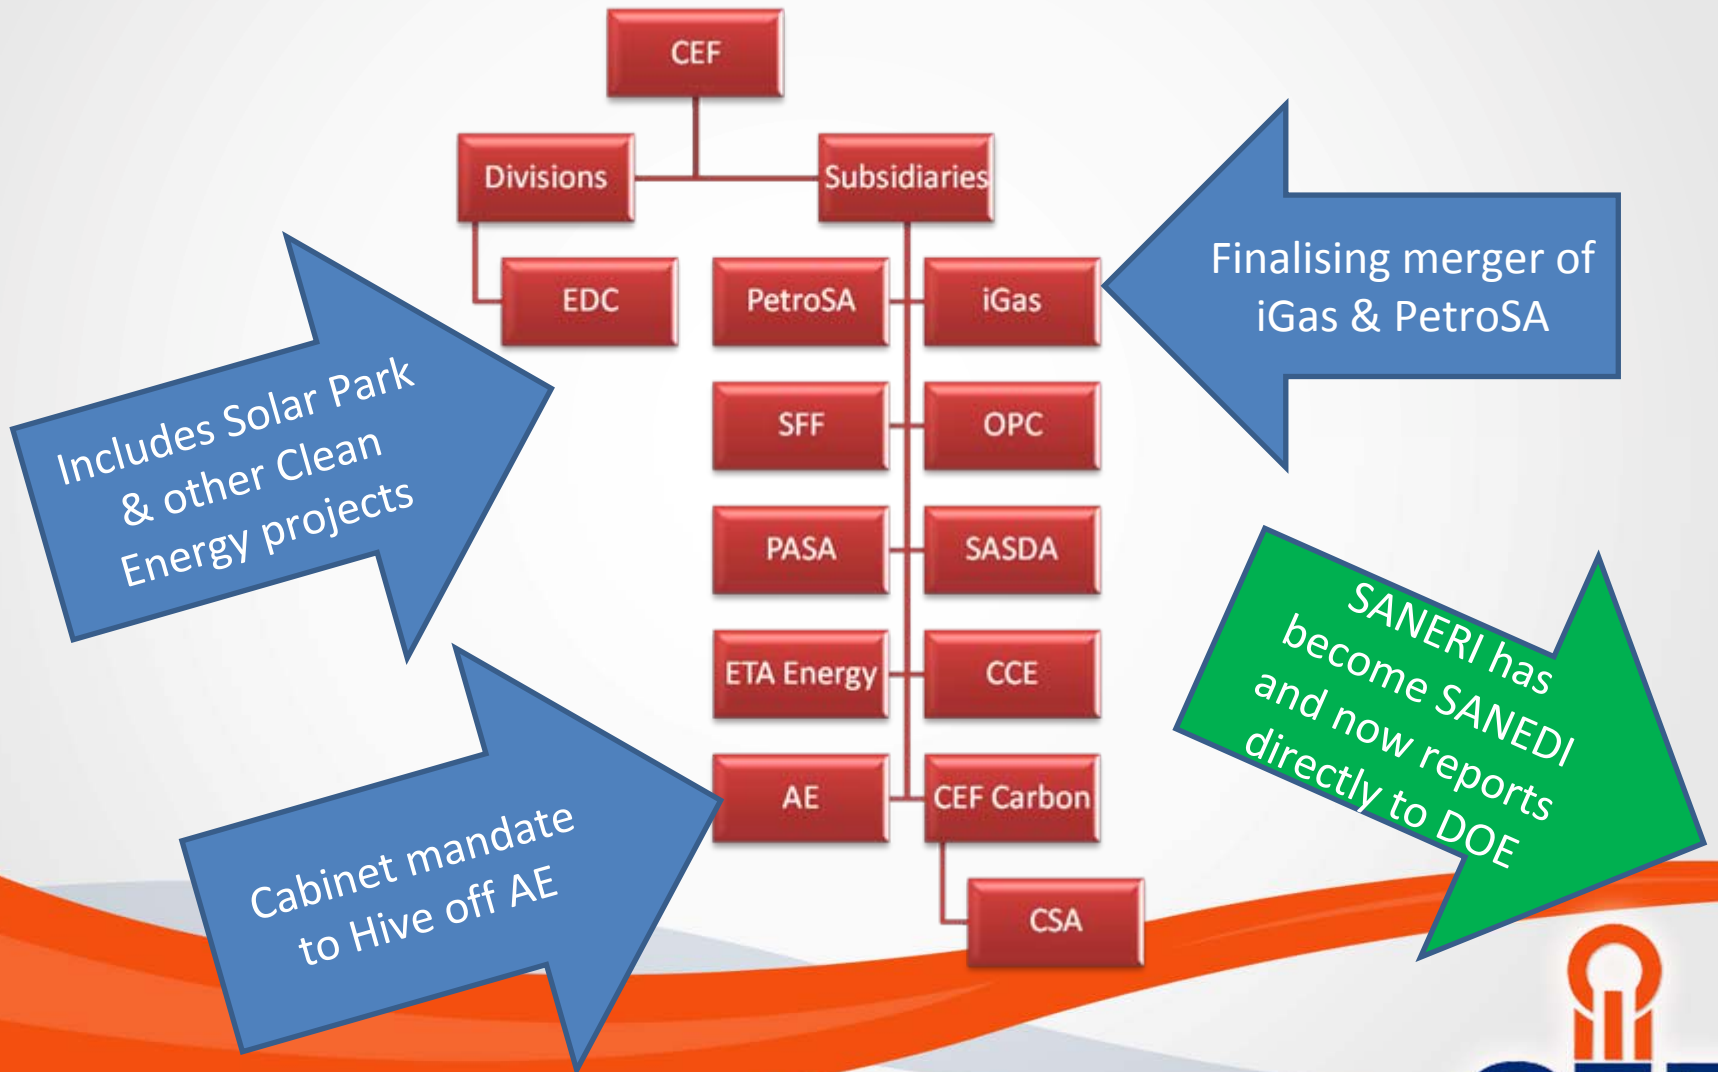 CEF
Divisions
Subsidiaries
EDC
PetroSA
iGas
SFF
OPC
PASA
SASDA
ETA Energy
CCE
AE
CEF Carbon
CSA
Includes Solar Park
& other Clean
Energy projects
Finalising merger of
iGas & PetroSA
Cabinet mandate
to Hive off AE
SANERI has
become SANEDI
and now reports
directly to DOE